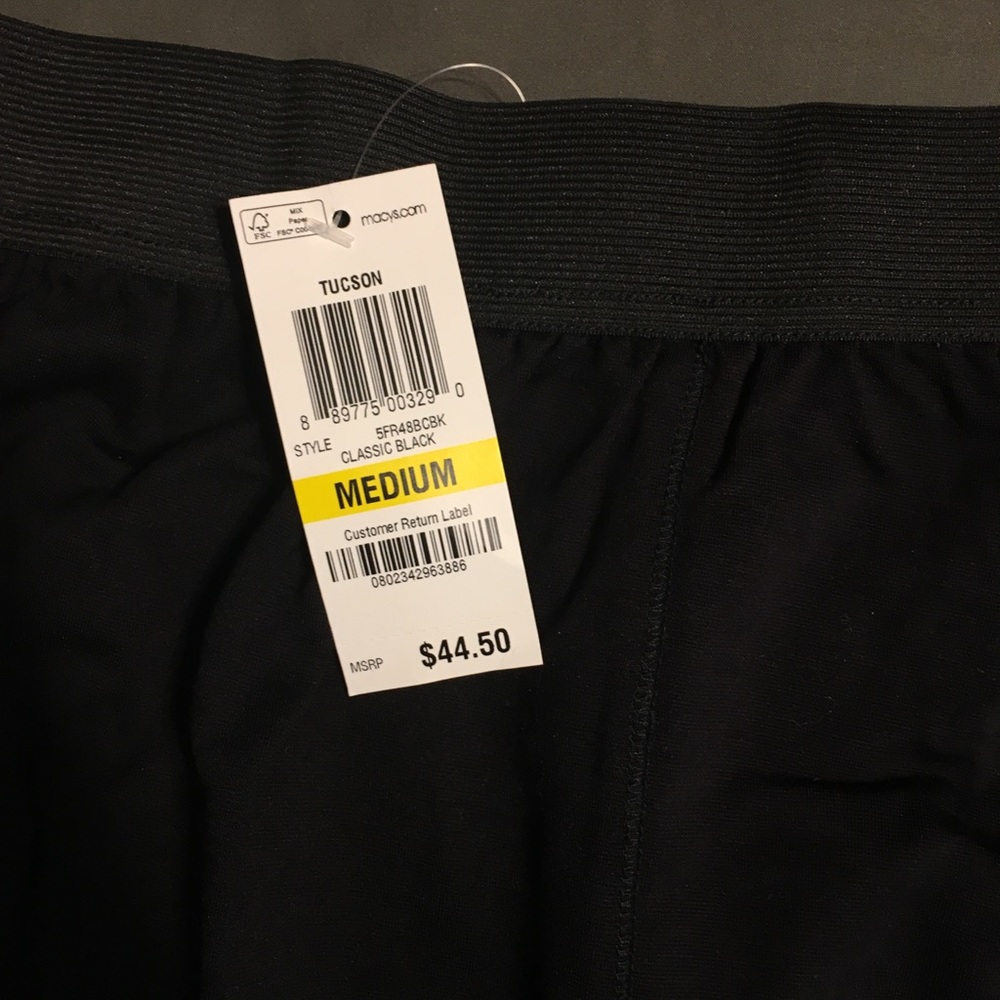 MIX
Paper
FSC
FSC®
macys.com
TUCSON
8 89775 00329 0
STYLE 5FR48BCBK
CLASSIC BLACK
MEDIUM
Customer Return Label
0802342963886
MSRP $44.50